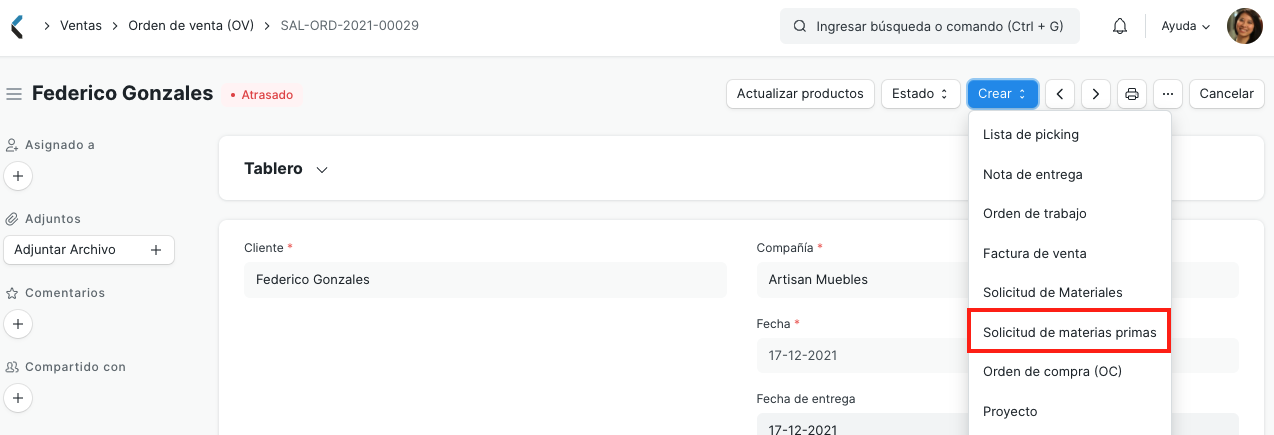 Ventas Orden de venta (OV) SAL-ORD-2021-00029
Ingresar búsqueda o comando (Ctrl + G)
Ayuda
Federico Gonzales
Atrasado
Actualizar productos
Estado
Crear
...
Cancelar
Asignado a
Adjuntos
Adjuntar Archivo
Comentarios
Compartido con
Tablero
Cliente *
Federico Gonzales
Compañía *
Artisan Muebles
Fecha *
17-12-2021
Fecha de entrega
17-12-2021
Lista de picking
Nota de entrega
Orden de trabajo
Factura de venta
Solicitud de Materiales
Solicitud de materias primas
Orden de compra (OC)
Proyecto